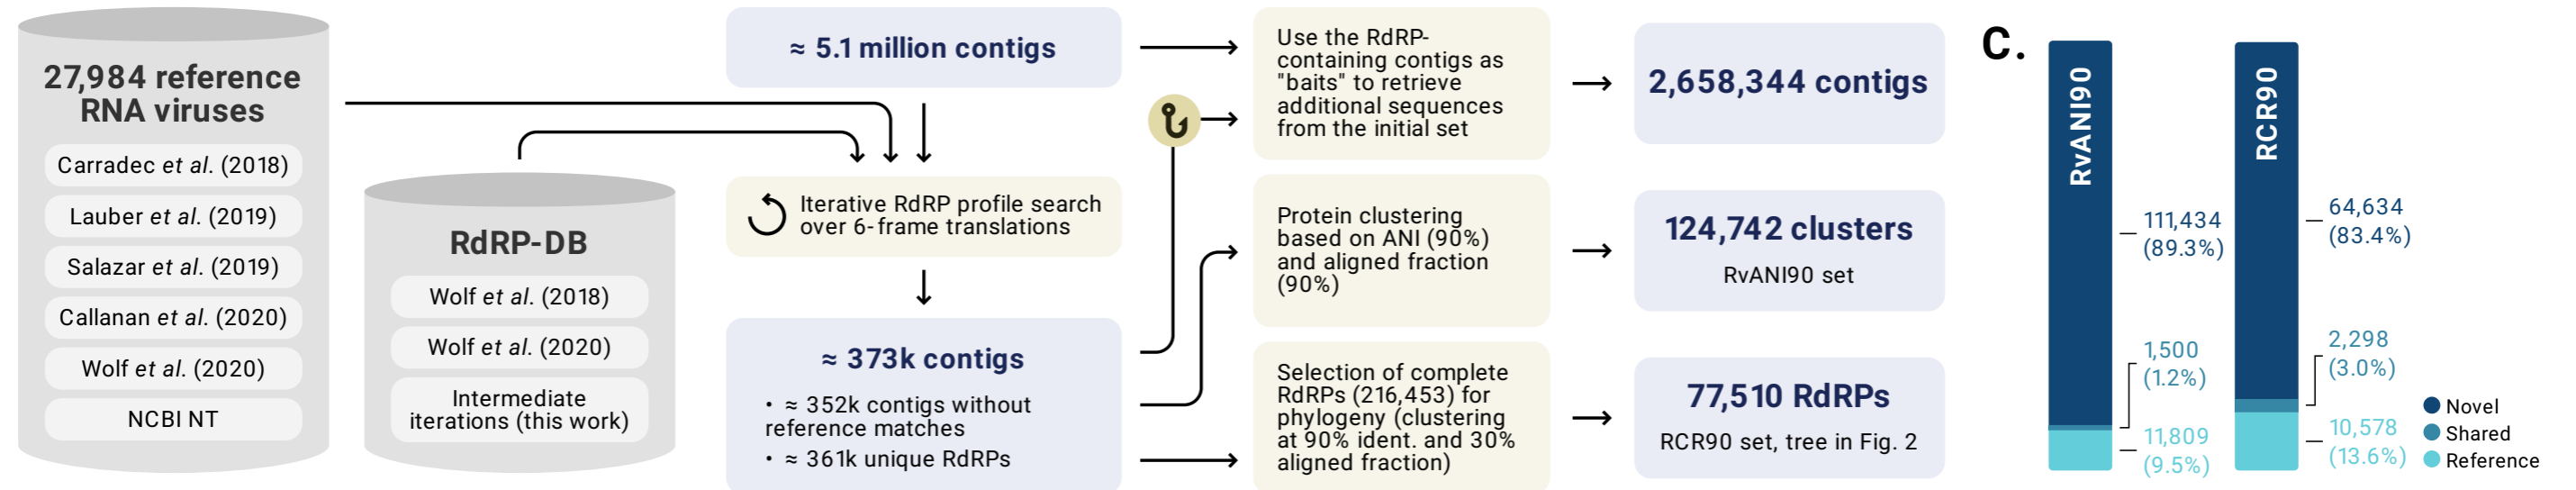 27,984 reference
RNA viruses
Carradec et al. (2018)
Lauber et al. (2019)
Salazar et al. (2019)
Callanan et al. (2020)
Wolf et al. (2020)
NCBI NT
RdRP-DB
Wolf et al. (2018)
Wolf et al. (2020)
Intermediate
iterations (this work)
≈ 5.1 million contigs
Iterative RdRP profile search
over 6-frame translations
≈ 373k contigs
• ≈ 352k contigs without
reference matches
• ≈ 361k unique RdRPs
Use the RdRP-
containing contigs as
"baits" to retrieve
additional sequences
from the initial set
Protein clustering
based on ANI (90%)
and aligned fraction
(90%)
Selection of complete
RdRPs (216,453) for
phylogeny (clustering
at 90% ident. and 30%
aligned fraction)
2,658,344 contigs
124,742 clusters
RvANI90 set
77,510 RdRPs
RCR90 set, tree in Fig. 2
C.
RvANI90
111,434
(89.3%)
1,500
(1.2%)
11,809
(9.5%)
RCR90
64,634
(83.4%)
2,298
(3.0%)
10,578
(13.6%)
Novel
Shared
Reference